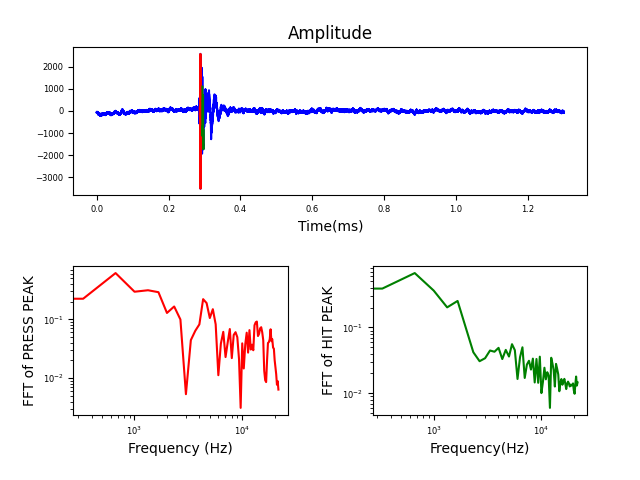 Amplitude
2000
1000
0
−1000
−2000
−3000
0.0 0.2 0.4 0.6 0.8 1.0 1.2
Time(ms)
FFT of PRESS PEAK
10⁻¹
10⁻²
10³ 10⁴
Frequency (Hz)
FFT of HIT PEAK
10⁻¹
10⁻²
10³ 10⁴
Frequency(Hz)